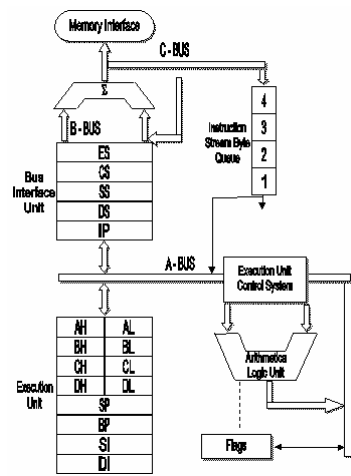 Memory Interface
C - BUS
Σ
B - BUS
4
3
2
1
Instruction
Stream Byte
Queue
ES
CS
SS
DS
IP
Bus
Interface
Unit
A - BUS
Execution Unit
Control System
AH AL
BH BL
CH CL
DH DL
SP
BP
SI
DI
Execution
Unit
Arithmetica
Logic Unit
Flags